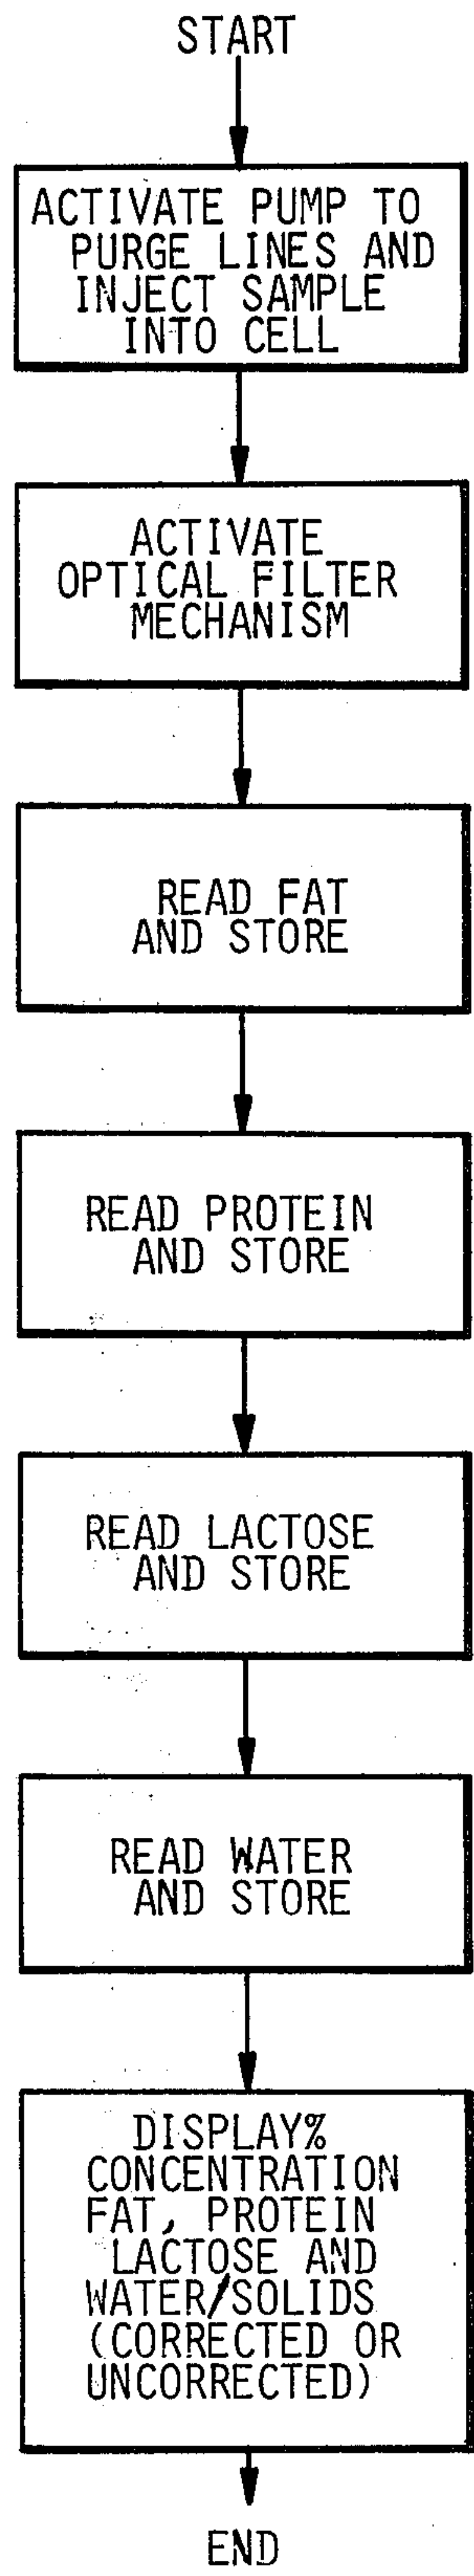 START
ACTIVATE PUMP TO
PURGE LINES AND
INJECT SAMPLE
INTO CELL
ACTIVATE
OPTICAL FILTER
MECHANISM
READ FAT
AND STORE
READ PROTEIN
AND STORE
READ LACTOSE
AND STORE
READ WATER
AND STORE
DISPLAY%
CONCENTRATION
FAT, PROTEIN
LACTOSE AND
WATER/SOLIDS
(CORRECTED OR
UNCORRECTED)
END